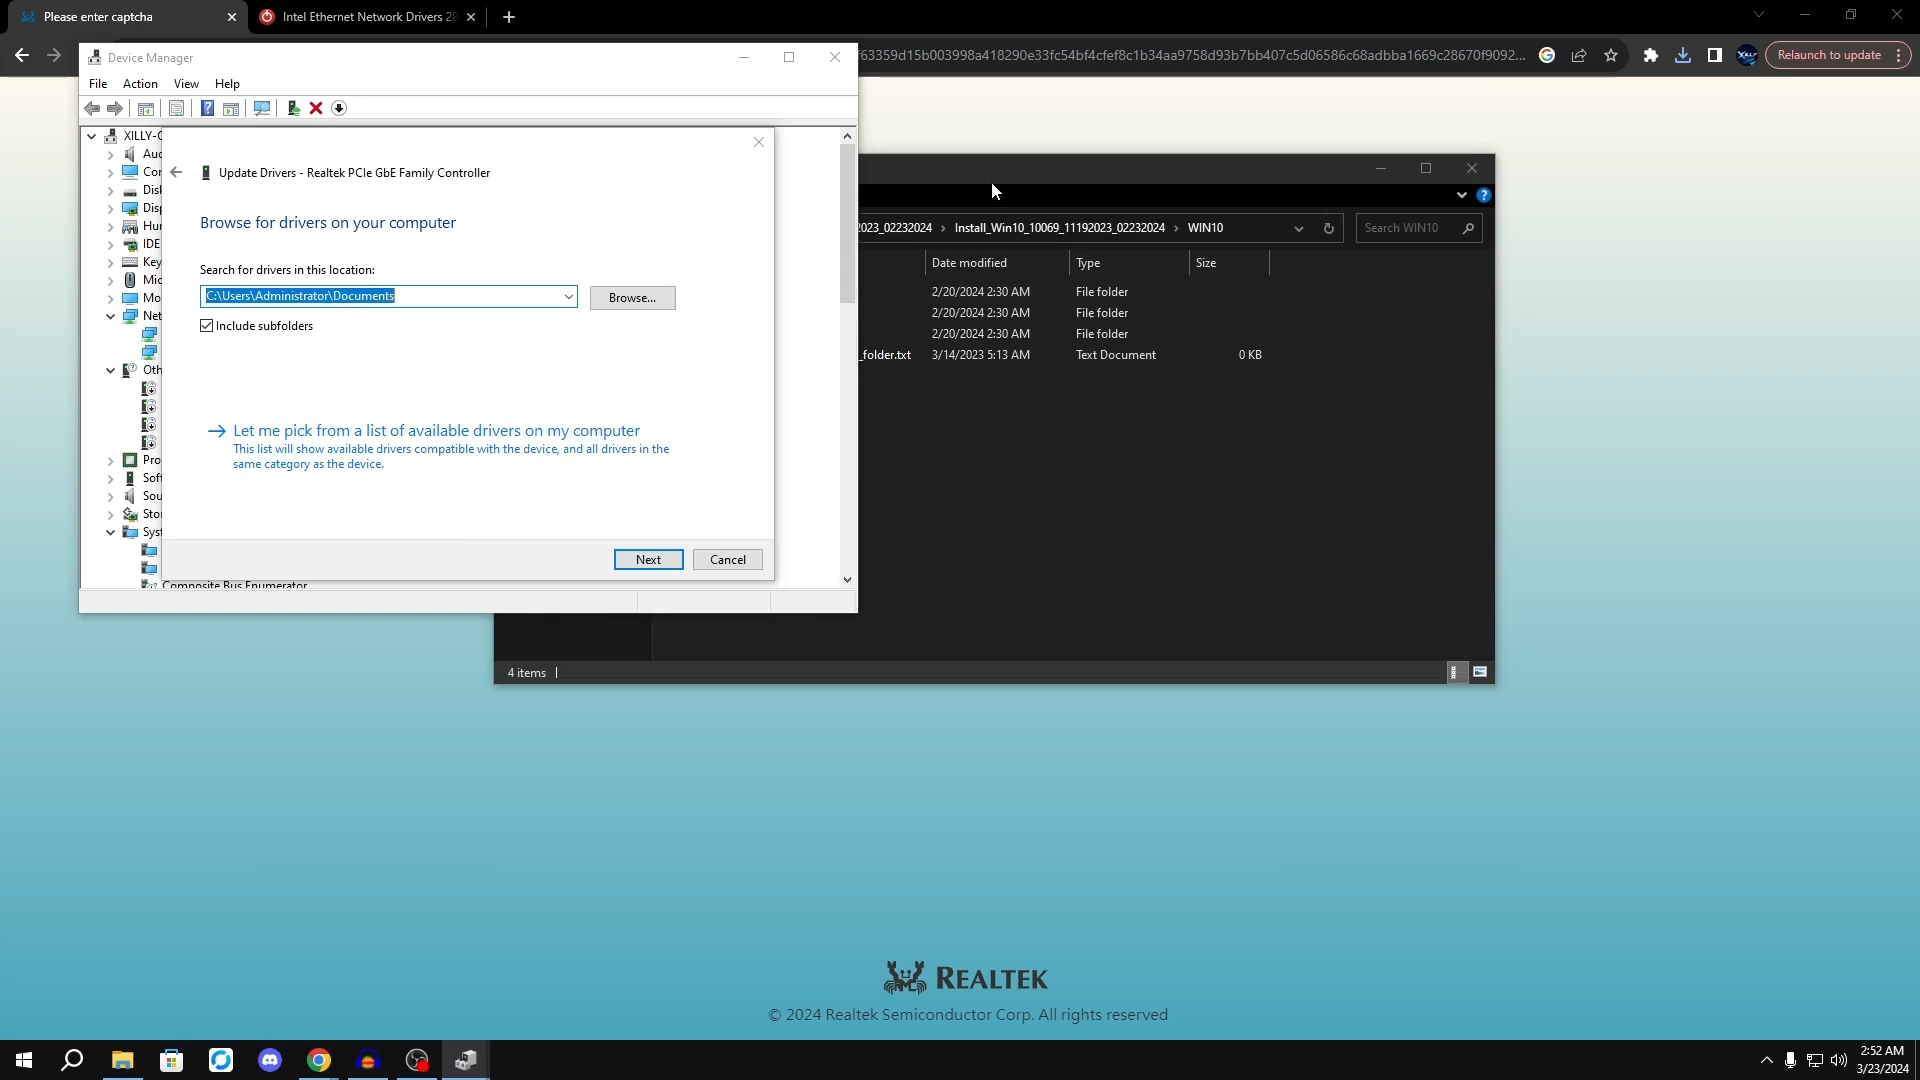 Please enter captcha
Intel Ethernet Network Drivers 28
f63359d15b003998a418290e33fc54bf4cfef8c1b34aa9758d93b7bb407c5d06586c68adbba1669c28670f9092...
Relaunch to update
Device Manager
File Action View Help
XILLY-C
Aud
Con
Disk
Disp
Hum
IDE
Key
Mic
Mo
Net
Oth
Pro
Soft
Sou
Stor
Syst
Composite Bus Enumerator
Update Drivers - Realtek PCIe GbE Family Controller
Browse for drivers on your computer
Search for drivers in this location:
C:\Users\Administrator\Documents
Browse...
Include subfolders
Let me pick from a list of available drivers on my computer
This list will show available drivers compatible with the device, and all drivers in the
same category as the device.
Next
Cancel
2023_02232024 > Install_Win10_10069_11192023_02232024 > WIN10
Search WIN10
Date modified Type Size
2/20/2024 2:30 AM File folder
2/20/2024 2:30 AM File folder
2/20/2024 2:30 AM File folder
_folder.txt 3/14/2023 5:13 AM Text Document 0 KB
4 items
REALTEK
© 2024 Realtek Semiconductor Corp. All rights reserved
2:52 AM
3/23/2024